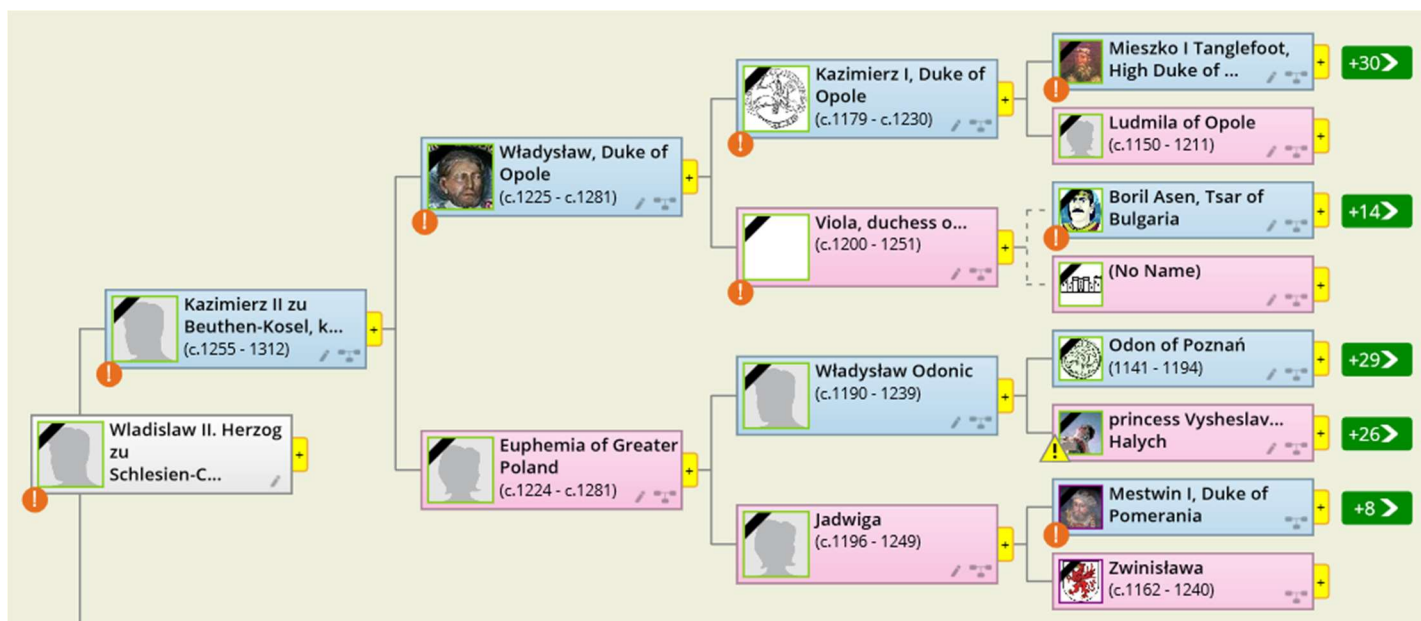 Mieszko I Tanglefoot,
High Duke of ...
+30
Kazimierz I, Duke of
Opole
(c.1179 - c.1230)
Ludmila of Opole
(c.1150 - 1211)
Władysław, Duke of
Opole
(c.1225 - c.1281)
Boril Asen, Tsar of
Bulgaria
+14
Viola, duchess o...
(c.1200 - 1251)
(No Name)
Kazimierz II zu
Beuthen-Kosel, k...
(c.1255 - 1312)
Odon of Poznań
(1141 - 1194)
+29
Władysław Odonic
(c.1190 - 1239)
princess Vysheslav...
Halych
+26
Wladislaw II. Herzog
zu
Schlesien-C...
Euphemia of Greater
Poland
(c.1224 - c.1281)
Mestwin I, Duke of
Pomerania
+8
Jadwiga
(c.1196 - 1249)
Zwinisława
(c.1162 - 1240)